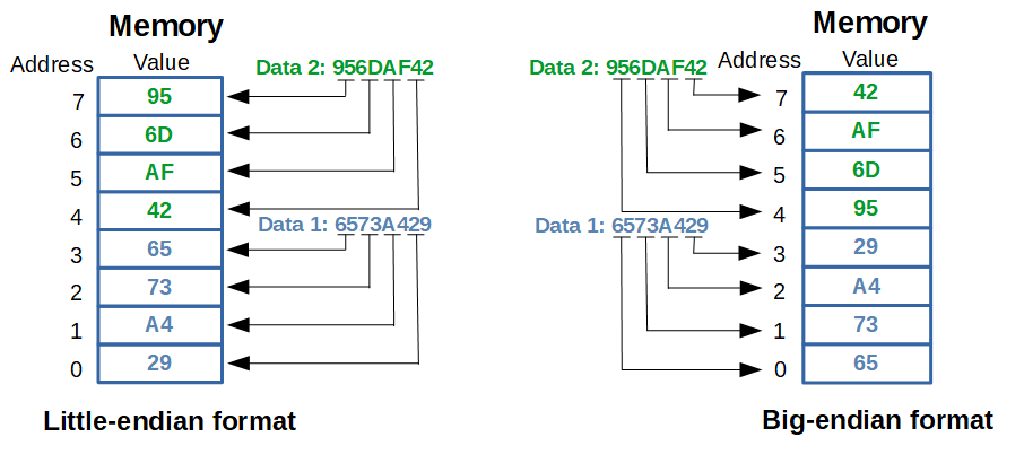 Memory
Address Value
Data 2: 956DAF42
7 95
6 6D
5 AF
4 42
Data 1: 6573A429
3 65
2 73
1 A4
0 29
Little-endian format
Memory
Data 2: 956DAF42
Address Value
7 42
6 AF
5 6D
4 95
Data 1: 6573A429
3 29
2 A4
1 73
0 65
Big-endian format